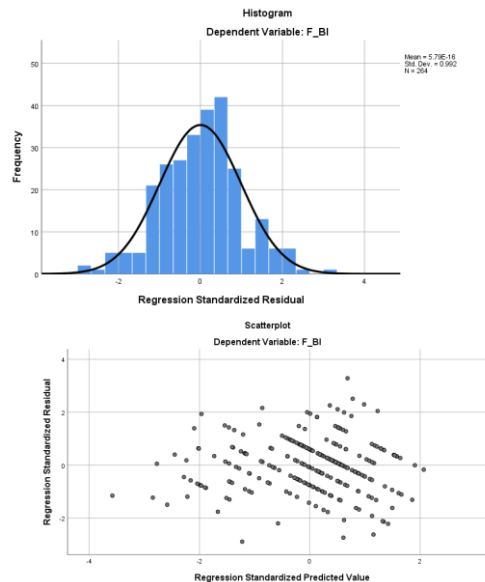 Histogram
Dependent Variable: F_BI
Mean = 5.79E-16
Std. Dev. = 0.992
N = 264
50
40
30
20
10
0
Frequency
-2
0
2
4
Regression Standardized Residual
Scatterplot
Dependent Variable: F_BI
4
2
0
-2
Regression Standardized Residual
-4
-2
0
2
Regression Standardized Predicted Value